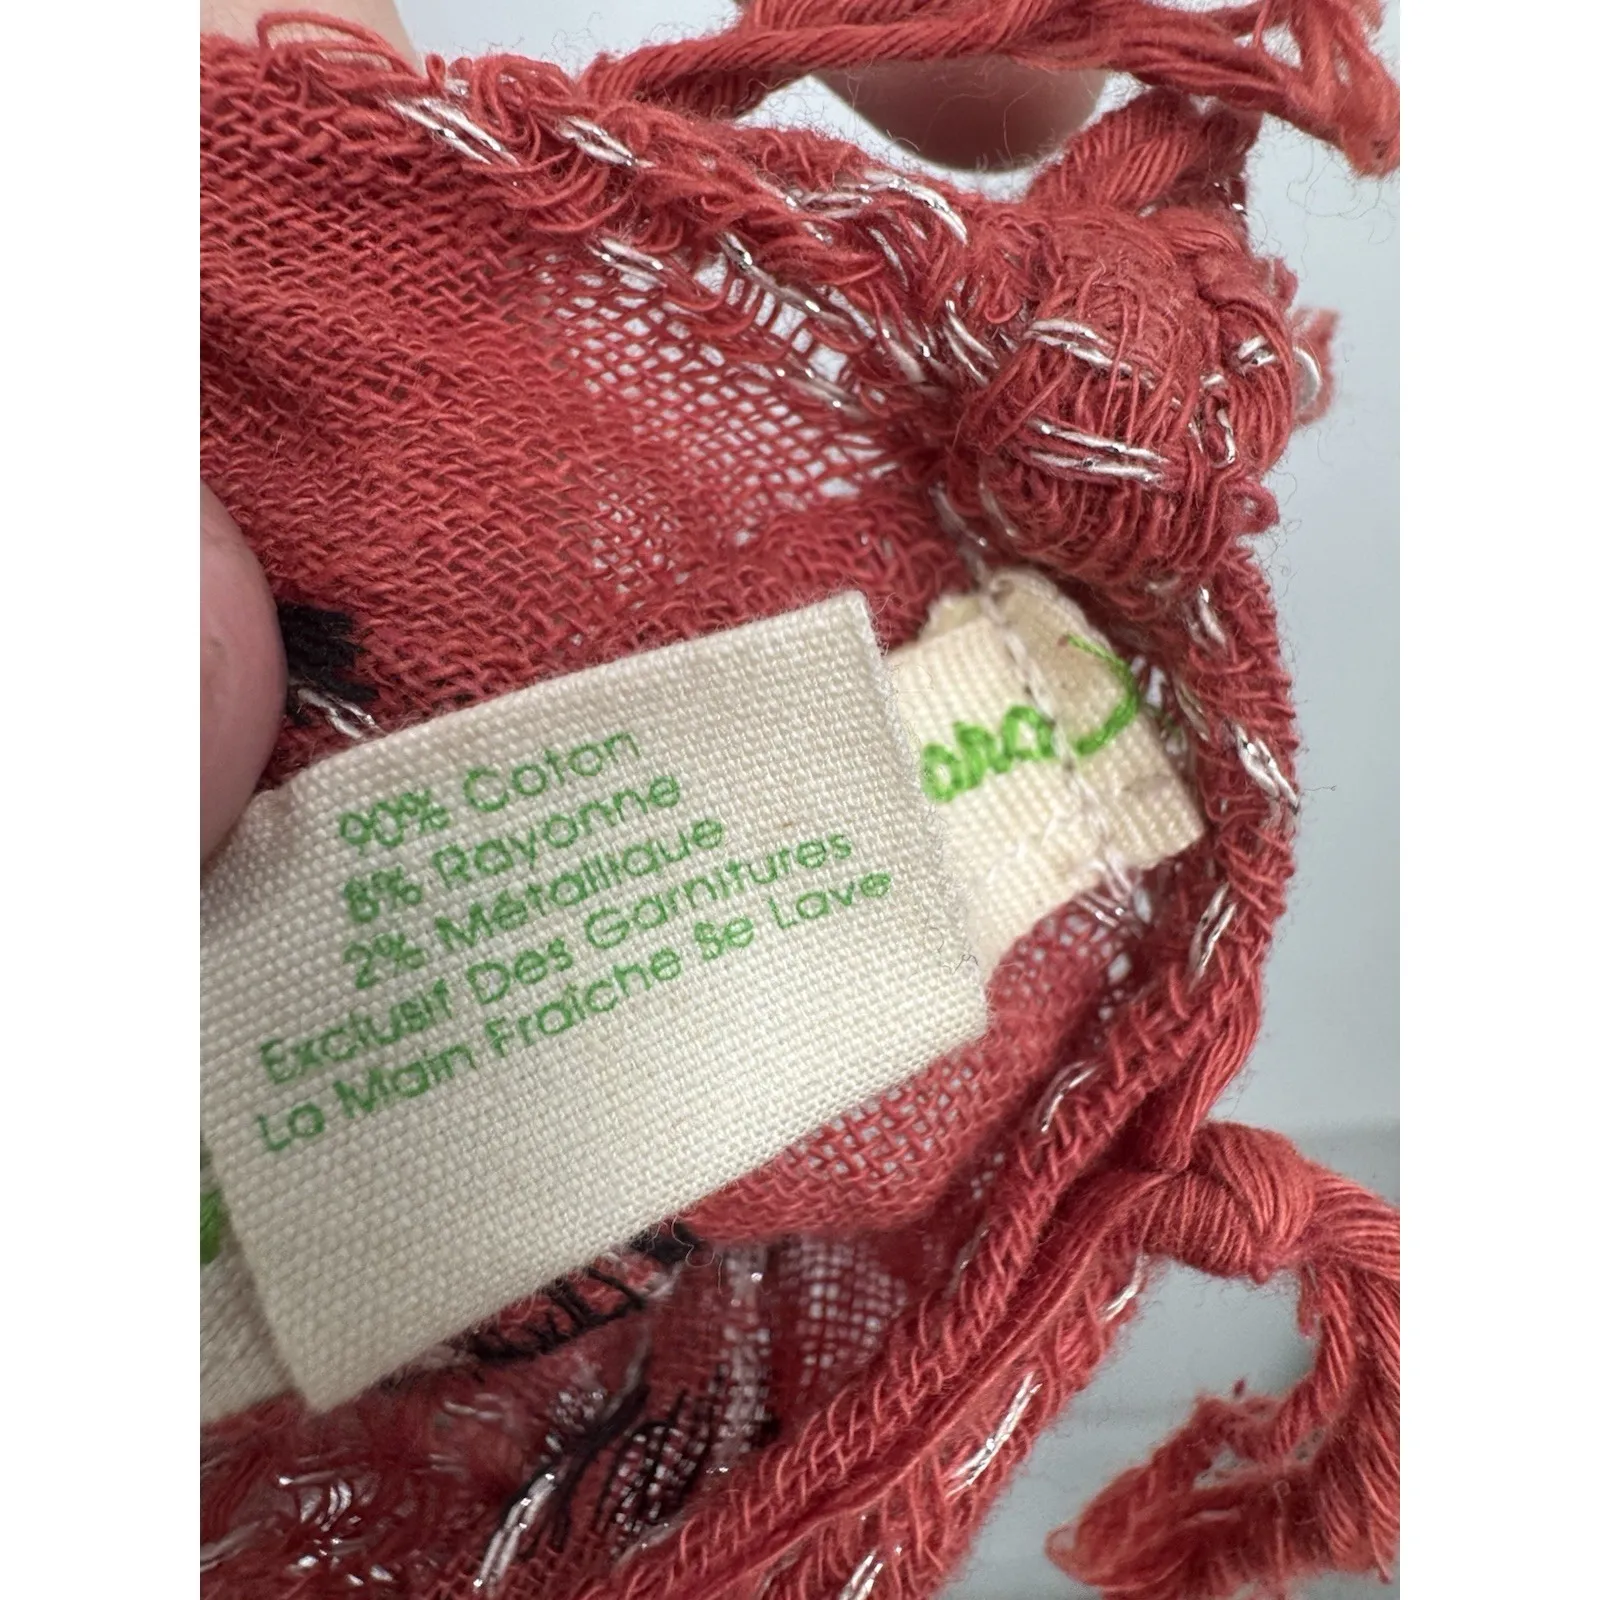 90% Coton
8% Rayonne
2% Métallique
Exclusif Des Garnitures
La Main Fraîche Se Lave